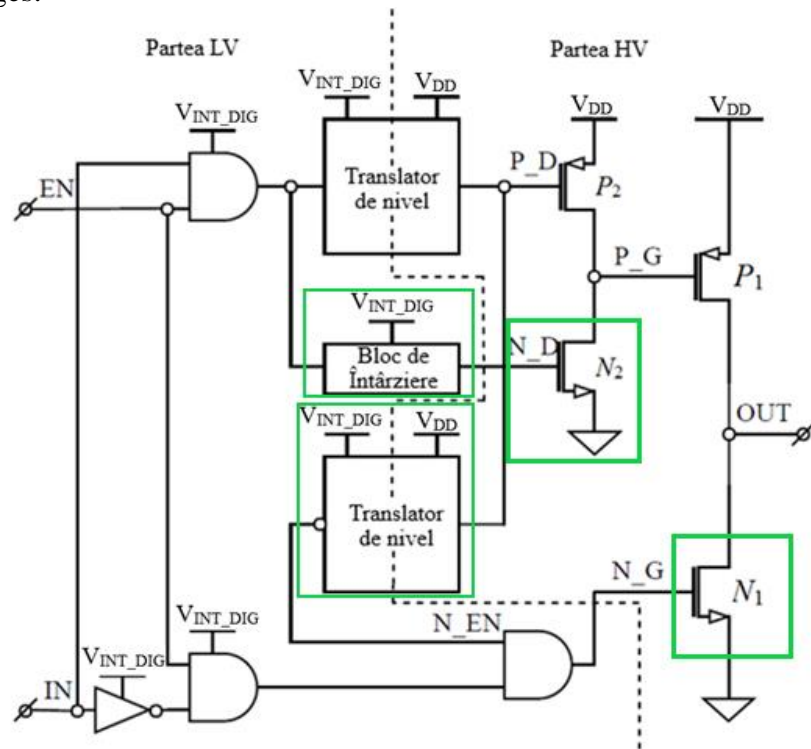 ges.
Partea LV
Partea HV
V_INT_DIG
V_DD
V_INT_DIG
V_DD
V_DD
EN
P_D
P_2
Translator
de nivel
P_G
P_1
V_INT_DIG
Bloc de
Întârziere
N_D
N_2
V_INT_DIG
V_DD
OUT
Translator
de nivel
N_G
N_1
N_EN
V_INT_DIG
V_INT_DIG
IN